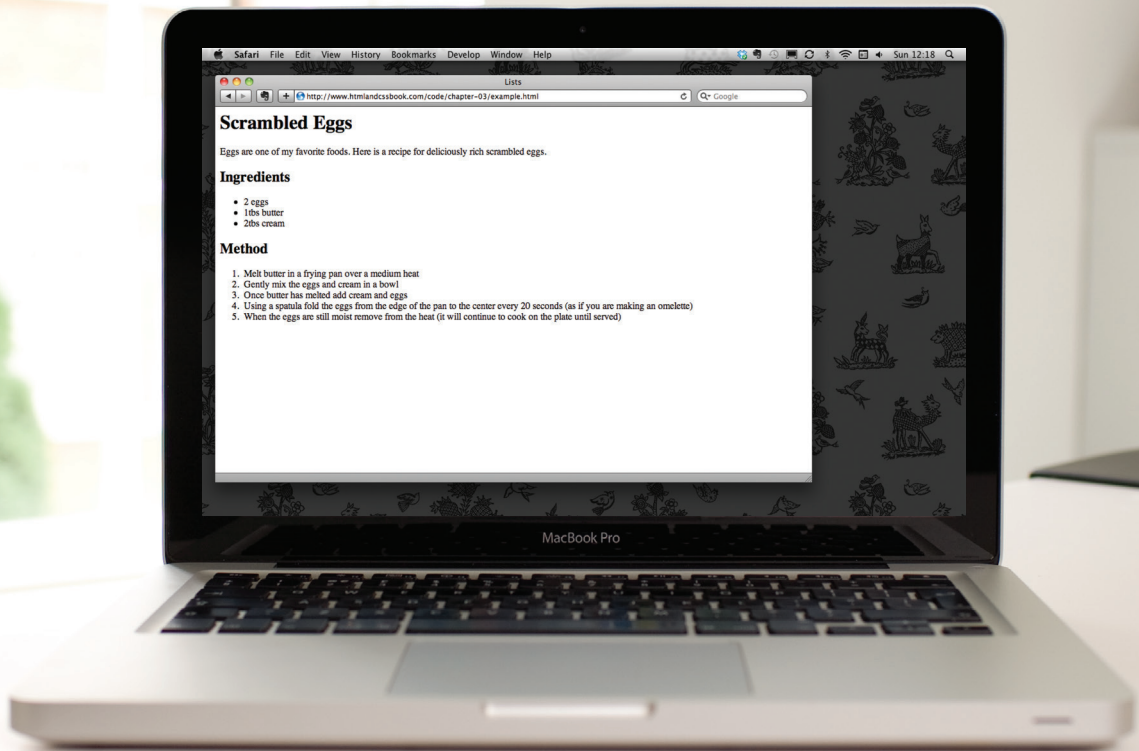 Safari File Edit View History Bookmarks Develop Window Help Sun 12:18
Lists
http://www.htmlandcssbook.com/code/chapter-03/example.html Google
Scrambled Eggs
Eggs are one of my favorite foods. Here is a recipe for deliciously rich scrambled eggs.
Ingredients
• 2 eggs
• 1tbs butter
• 2tbs cream
Method
1. Melt butter in a frying pan over a medium heat
2. Gently mix the eggs and cream in a bowl
3. Once butter has melted add cream and eggs
4. Using a spatula fold the eggs from the edge of the pan to the center every 20 seconds (as if you are making an omelette)
5. When the eggs are still moist remove from the heat (it will continue to cook on the plate until served)
MacBook Pro